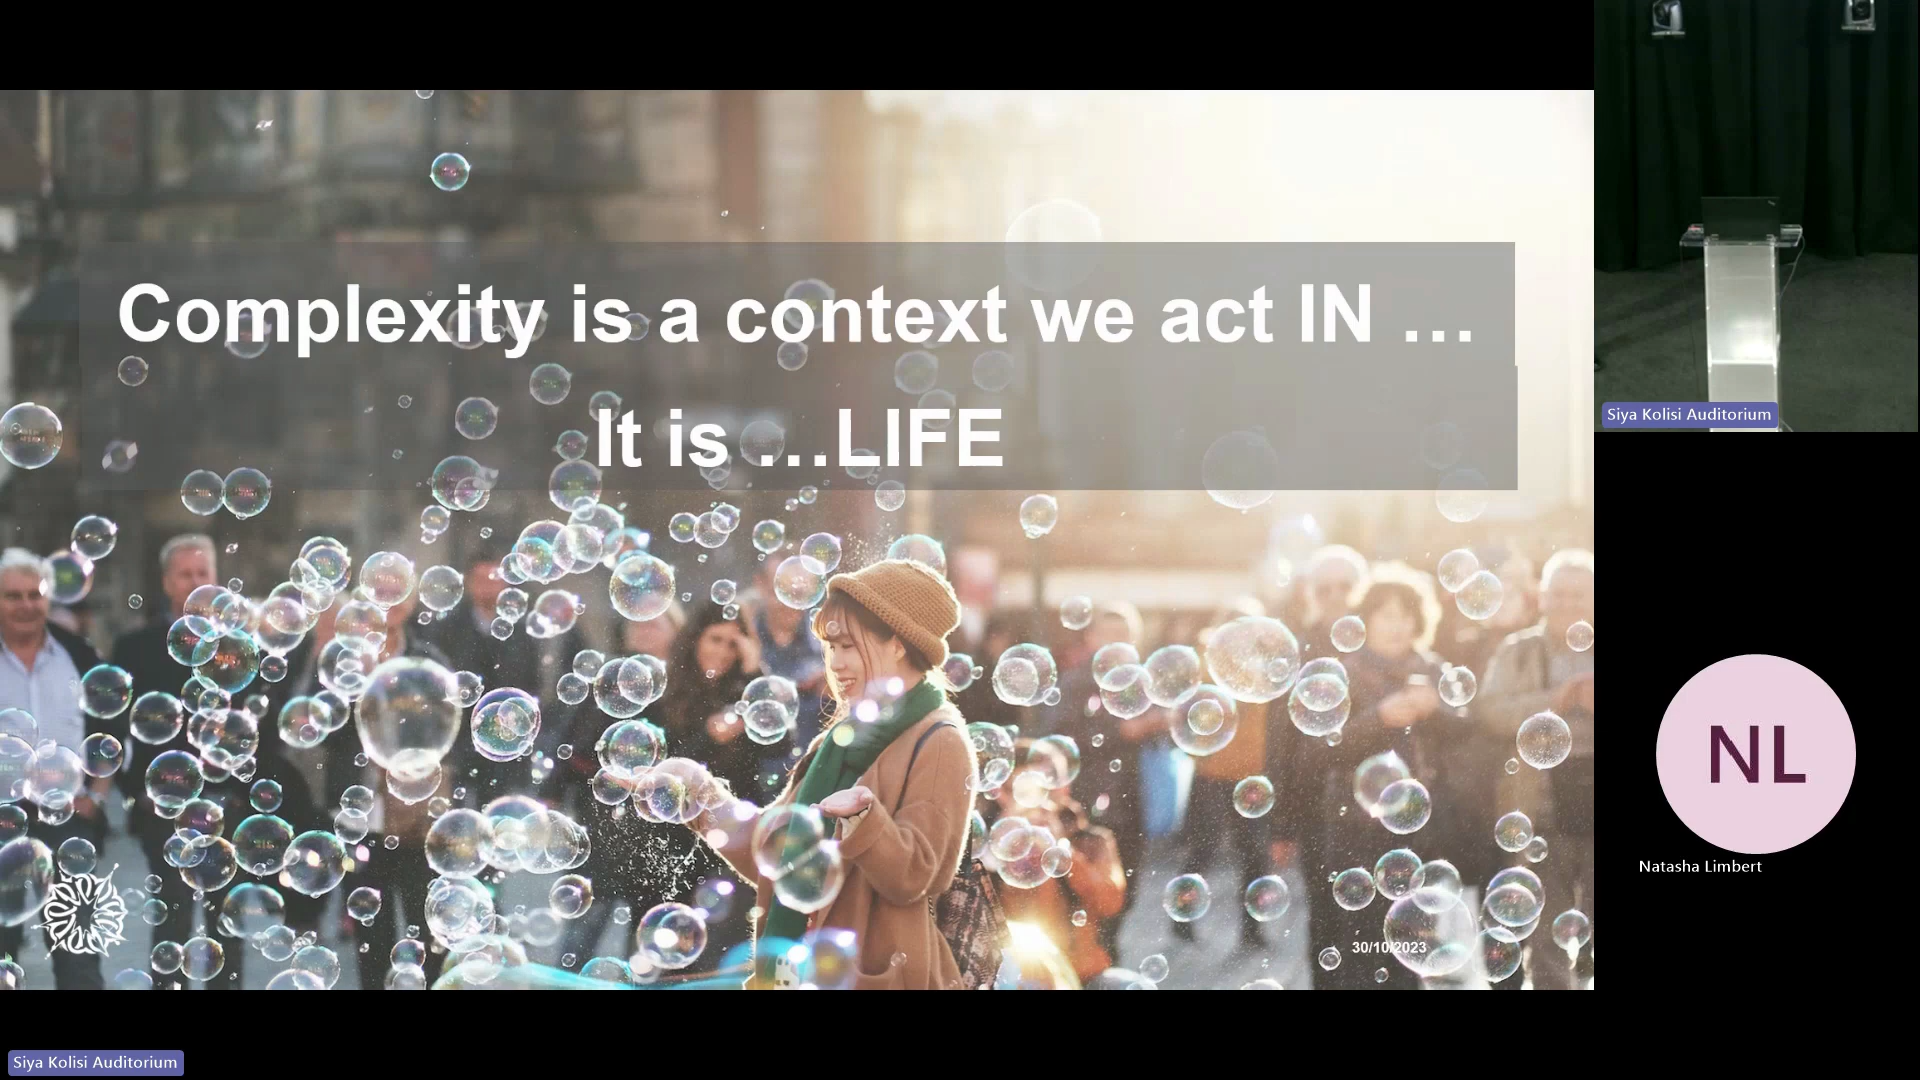 Complexity is a context we act IN …
It is …LIFE
30/10/2023
Siya Kolisi Auditorium
NL
Natasha Limbert
Siya Kolisi Auditorium